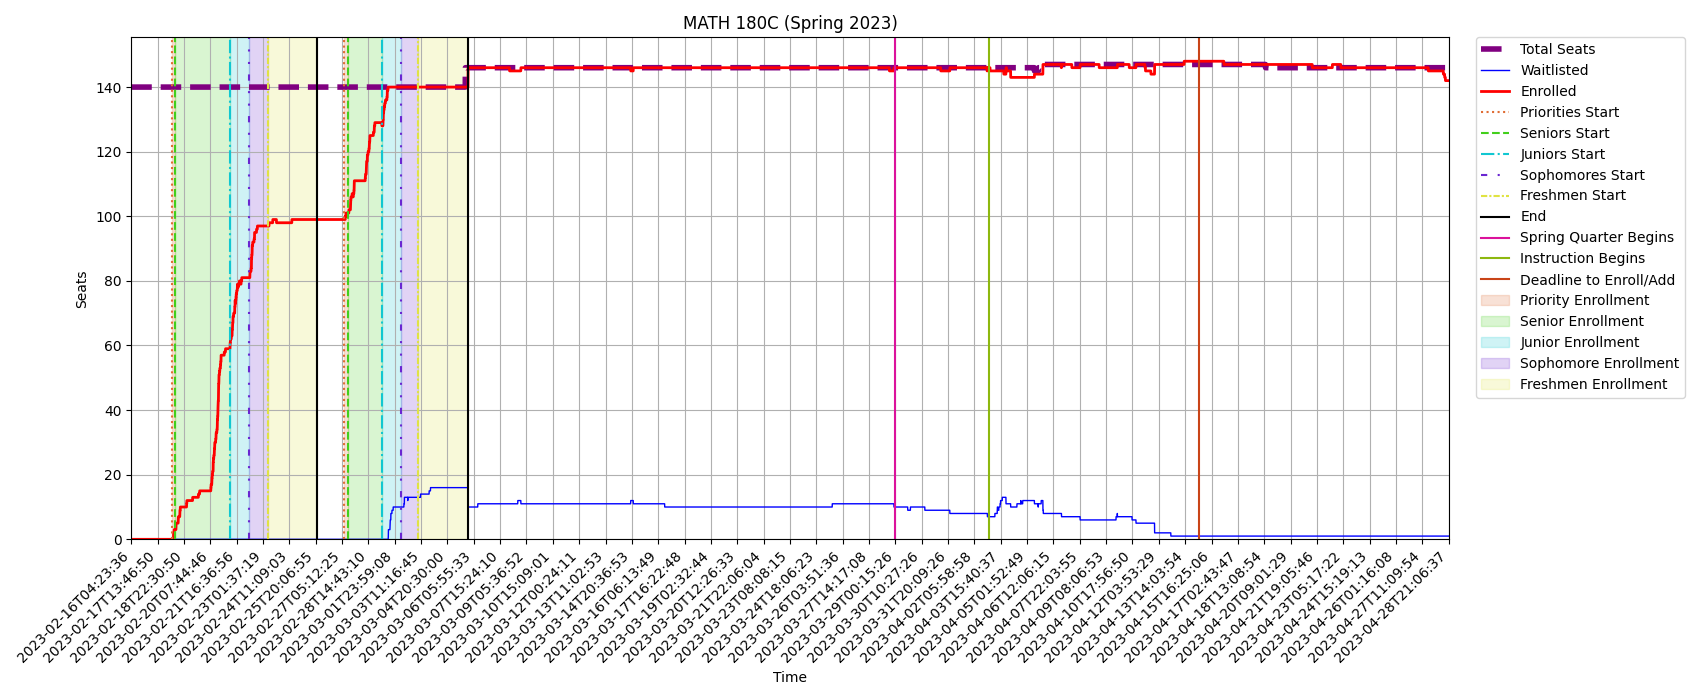 MATH 180C (Spring 2023)
Seats
140
120
100
80
60
40
20
0
2023-02-16T04:23:36
2023-02-17T13:46:50
2023-02-18T22:30:50
2023-02-20T07:44:46
2023-02-21T16:36:56
2023-02-23T01:37:19
2023-02-24T11:09:03
2023-02-25T20:06:55
2023-02-27T05:12:25
2023-02-28T14:43:10
2023-03-01T23:59:08
2023-03-03T11:16:45
2023-03-04T20:30:00
2023-03-06T05:55:33
2023-03-07T15:24:10
2023-03-09T05:36:52
2023-03-10T15:09:01
2023-03-12T00:24:11
2023-03-13T11:02:53
2023-03-14T20:36:53
2023-03-16T06:13:49
2023-03-17T16:22:48
2023-03-19T02:32:44
2023-03-20T12:26:33
2023-03-21T22:06:04
2023-03-23T08:08:15
2023-03-24T18:06:23
2023-03-26T03:51:36
2023-03-27T14:17:08
2023-03-29T00:15:26
2023-03-30T10:27:26
2023-03-31T20:09:26
2023-04-02T05:58:58
2023-04-03T15:40:37
2023-04-05T01:52:49
2023-04-06T12:06:15
2023-04-07T22:03:55
2023-04-09T08:06:53
2023-04-10T17:56:50
2023-04-12T03:53:29
2023-04-13T14:03:54
2023-04-15T16:25:06
2023-04-17T02:43:47
2023-04-18T13:08:54
2023-04-20T09:01:29
2023-04-21T19:05:46
2023-04-23T05:17:22
2023-04-24T15:19:13
2023-04-26T01:16:08
2023-04-27T11:09:54
2023-04-28T21:06:37
Time
Total Seats
Waitlisted
Enrolled
Priorities Start
Seniors Start
Juniors Start
Sophomores Start
Freshmen Start
End
Spring Quarter Begins
Instruction Begins
Deadline to Enroll/Add
Priority Enrollment
Senior Enrollment
Junior Enrollment
Sophomore Enrollment
Freshmen Enrollment